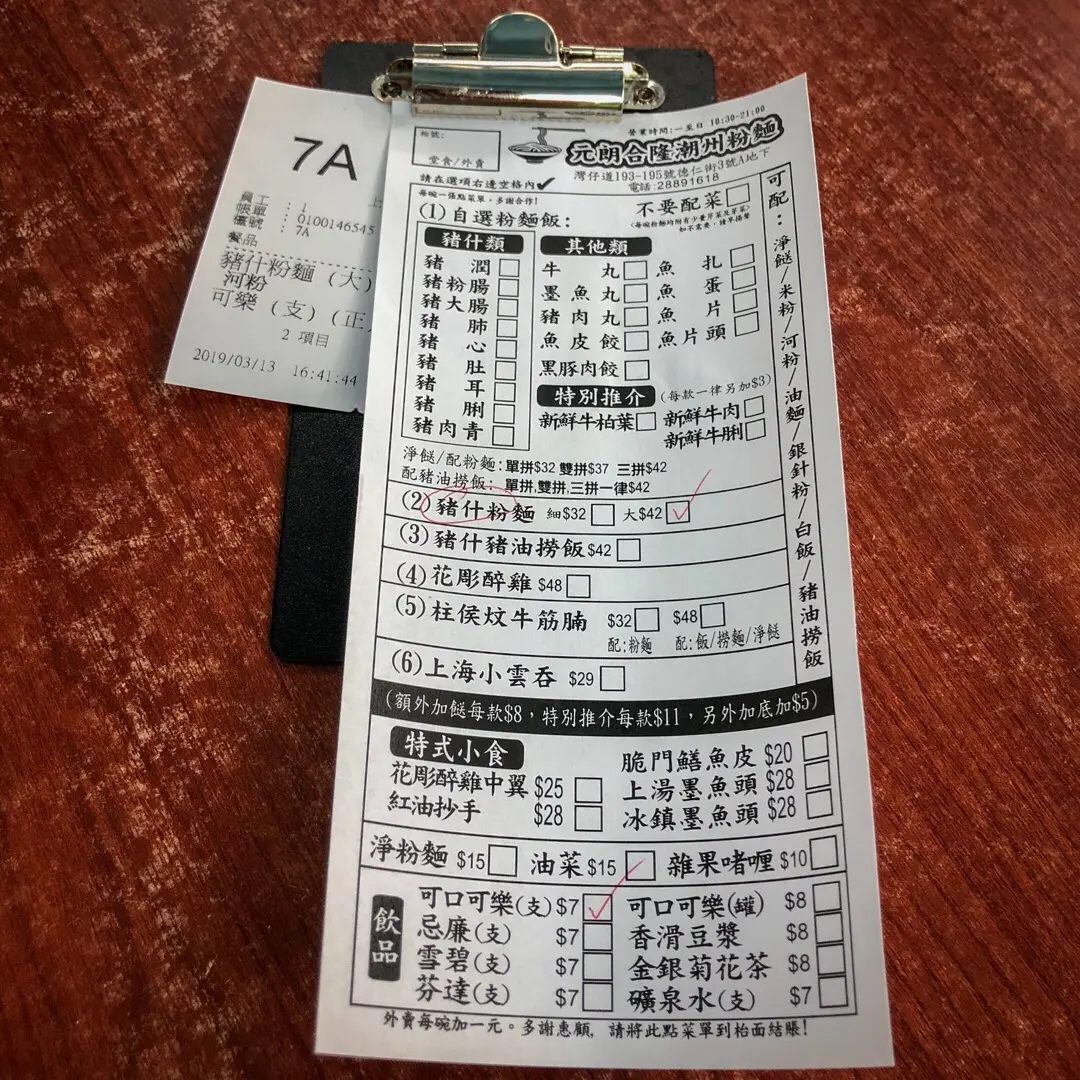 7A
員工 : 1
帳單 : 0100146545
檯號 : 7A
餐品
豬什粉麵 (大)
河粉
可樂 (支) (正
2 項目
2019/03/13 16:41:44
營業時間:一至日 10:30-21:00
枱號:
堂食/外賣
元朗合隆潮州粉麵
灣仔道193-195號德仁街3號A地下
電話:28891618
請在選項右邊空格內✓
每碗一張點菜單,多謝合作!
不要配菜
(1) 自選粉麵飯:
豬什類
豬潤
豬粉腸
豬大腸
豬肺
豬心
豬肚
豬耳
豬脷
豬肉青
其他類
牛丸 魚扎
墨魚丸 魚蛋
豬肉丸 魚片
魚皮餃 魚片頭
黑豚肉餃
特別推介 (每款一律另加$3)
新鮮牛柏葉 新鮮牛肉
新鮮牛脷
淨餸/配粉麵:單拼$32 雙拼$37 三拼$42
配豬油撈飯: 單拼,雙拼,三拼一律$42
(2) 豬什粉麵 細$32 大$42 ✓
(3) 豬什豬油撈飯 $42
(4) 花彫醉雞 $48
(5) 柱侯炆牛筋腩 $32 $48
配:粉麵 配:飯/撈麵/淨餸
(6) 上海小雲吞 $29
可配:淨餸/米粉/河粉/油麵/銀針粉/白飯/豬油撈飯
(額外加餸每款$8,特別推介每款$11,另外加底加$5)
特式小食
花彫醉雞中翼 $25
紅油抄手 $28
脆門鱔魚皮 $20
上湯墨魚頭 $28
冰鎮墨魚頭 $28
淨粉麵 $15 油菜 $15 雜果啫喱 $10
飲品
可口可樂(支) $7 ✓ 可口可樂(罐) $8
忌廉(支) $7 香滑豆漿 $8
雪碧(支) $7 金銀菊花茶 $8
芬達(支) $7 礦泉水(支) $7
外賣每碗加一元。多謝惠顧,請將此點菜單到枱面結賬!